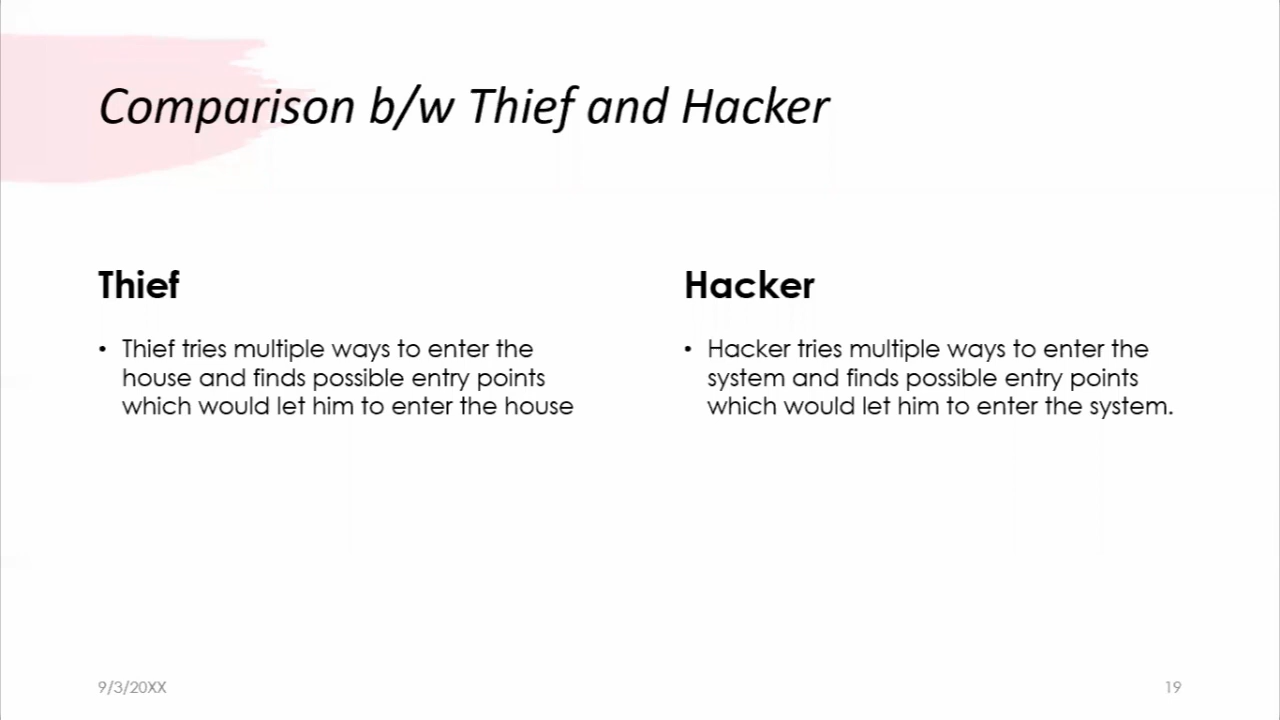 Comparison b/w Thief and Hacker
Thief
• Thief tries multiple ways to enter the
house and finds possible entry points
which would let him to enter the house
Hacker
• Hacker tries multiple ways to enter the
system and finds possible entry points
which would let him to enter the system.
9/3/20XX
19